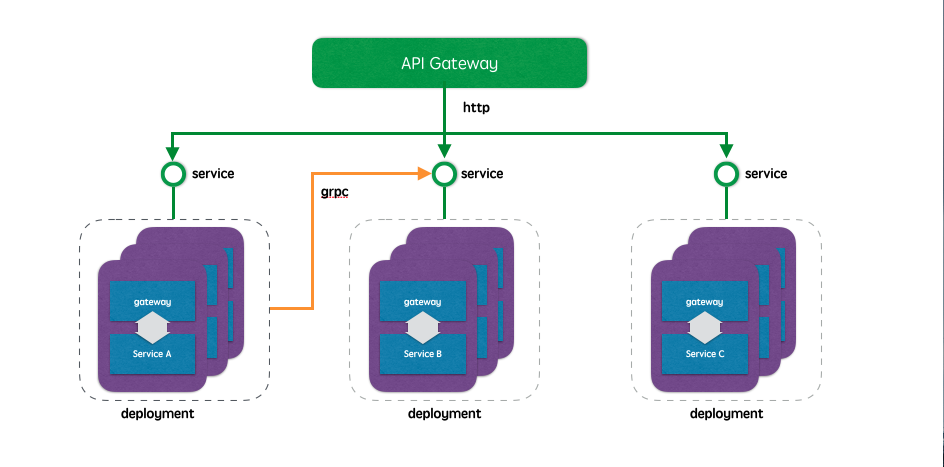 API Gateway
http
service
service
service
grpc
gateway
gateway
gateway
Service A
Service B
Service C
deployment
deployment
deployment